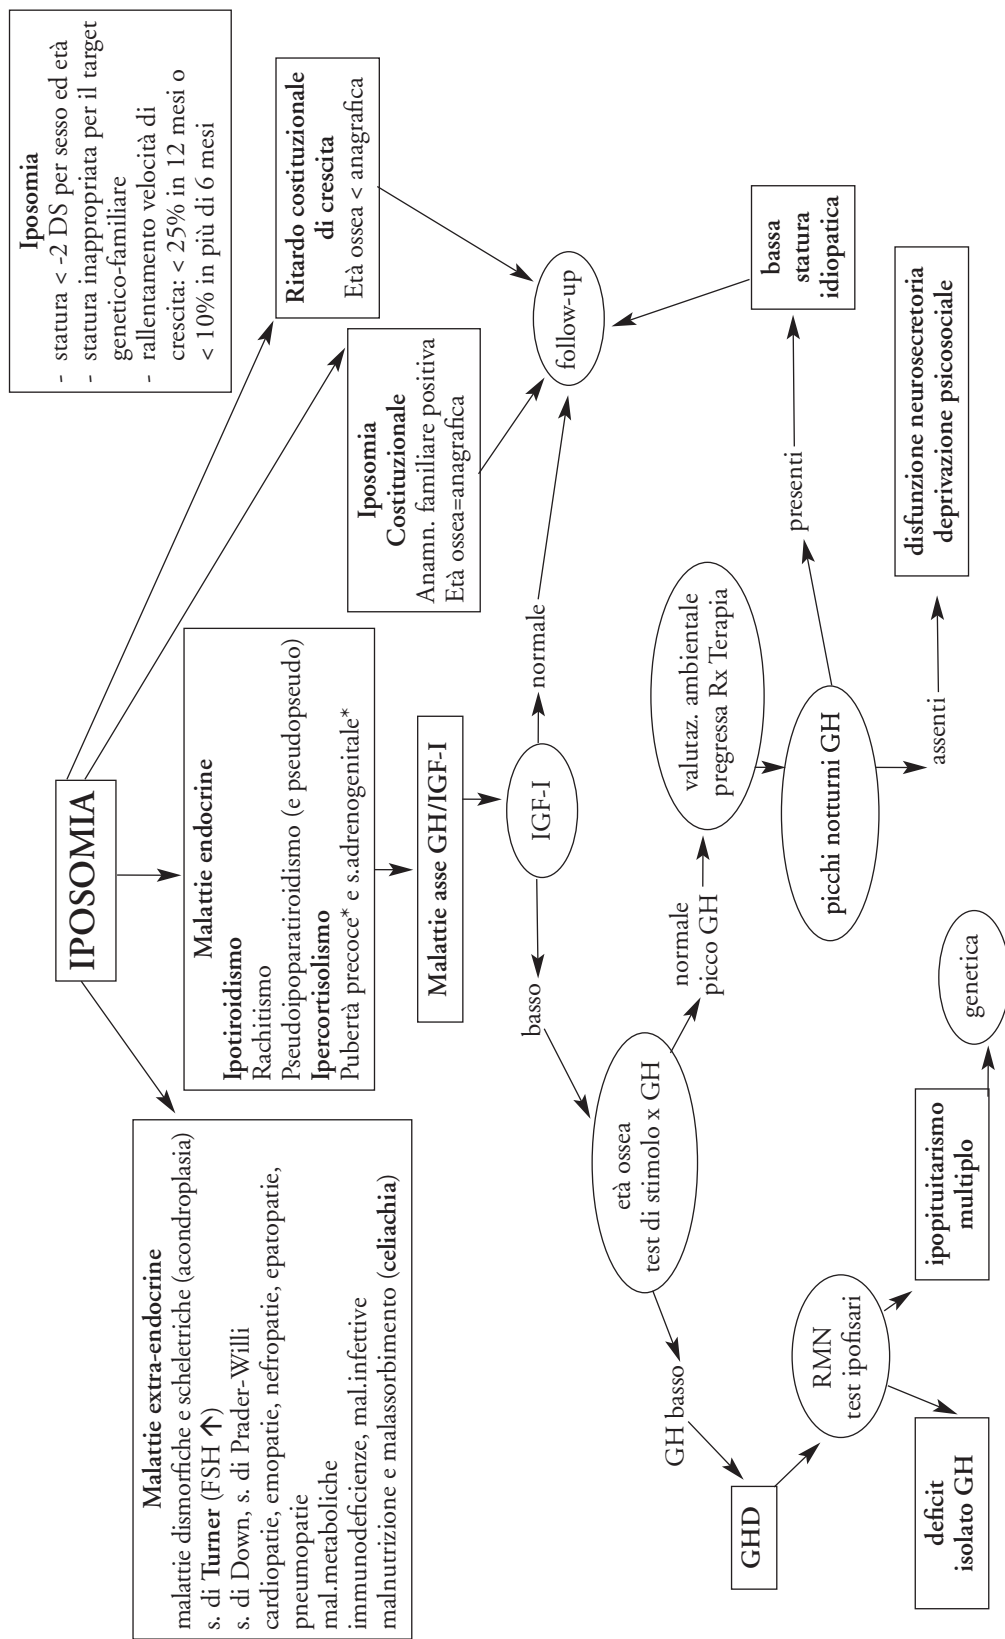 IPOSOMIA
Iposomia
- statura < -2 DS per sesso ed età
- statura inappropriata per il target
genetico-familiare
- rallentamento velocità di
crescita: < 25% in 12 mesi o
< 10% in più di 6 mesi
Malattie extra-endocrine
malattie dismorfiche e scheletriche (acondroplasia)
s. di Turner (FSH ↑)
s. di Down, s. di Prader-Willi
cardiopatie, emopatie, nefropatie, epatopatie,
pneumopatie
mal.metaboliche
immunodeficienze, mal.infetive
malnutrizione e malassorbimento (celiachia)
Malattie endocrine
Ipotiroidismo
Rachitismo
Pseudoipoparatiroidismo (e pseudopseudo)
Ipercortisolismo
Pubertà precoce* e s.adrenogenitale*
Iposomia
Costituzionale
Anamn. familiare positiva
Età ossea=anagrafica
Ritardo costituzionale
di crescita
Età ossea < anagrafica
Malattie asse GH/IGF-I
IGF-I
basso
normale
follow-up
età ossea
test di stimolo x GH
GH basso
normale
picco GH
valutaz. ambientale
pregressa Rx Terapia
GHD
RMN
test ipofisari
picchi notturni GH
presenti
bassa
statura
idiopatica
assenti
deficit
isolato GH
ipopituitarismo
multiplo
genetica
disfunzione neurosecretoria
deprivazione psicosociale